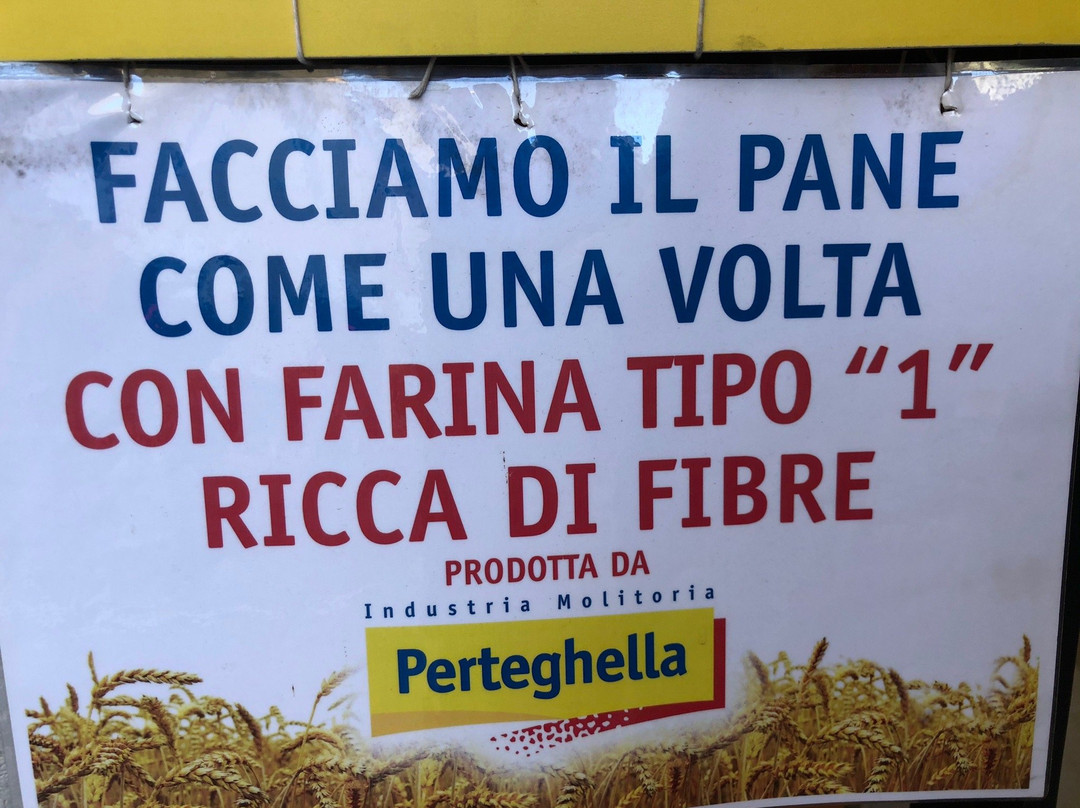 FACCIAMO IL PANE
COME UNA VOLTA
CON FARINA TIPO “1”
RICCA DI FIBRE
PRODOTTA DA
Industria Molitoria
Perteghella